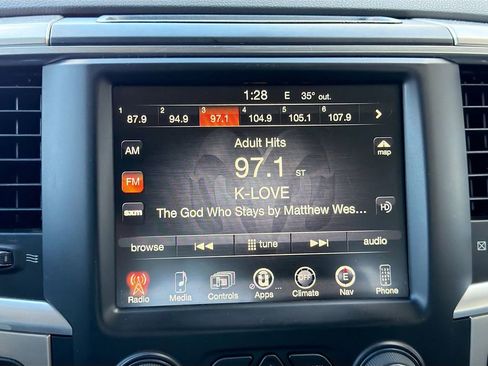 1:28 E 35° out.
1 2 3 4 5 6
87.9 94.9 97.1 104.9 105.1 107.9
AM
Adult Hits
map
FM
97.1 ST
K-LOVE
sxm
The God Who Stays by Matthew Wes...
HD
browse tune audio
OFF E
Radio Media Controls Apps Climate Nav Phone